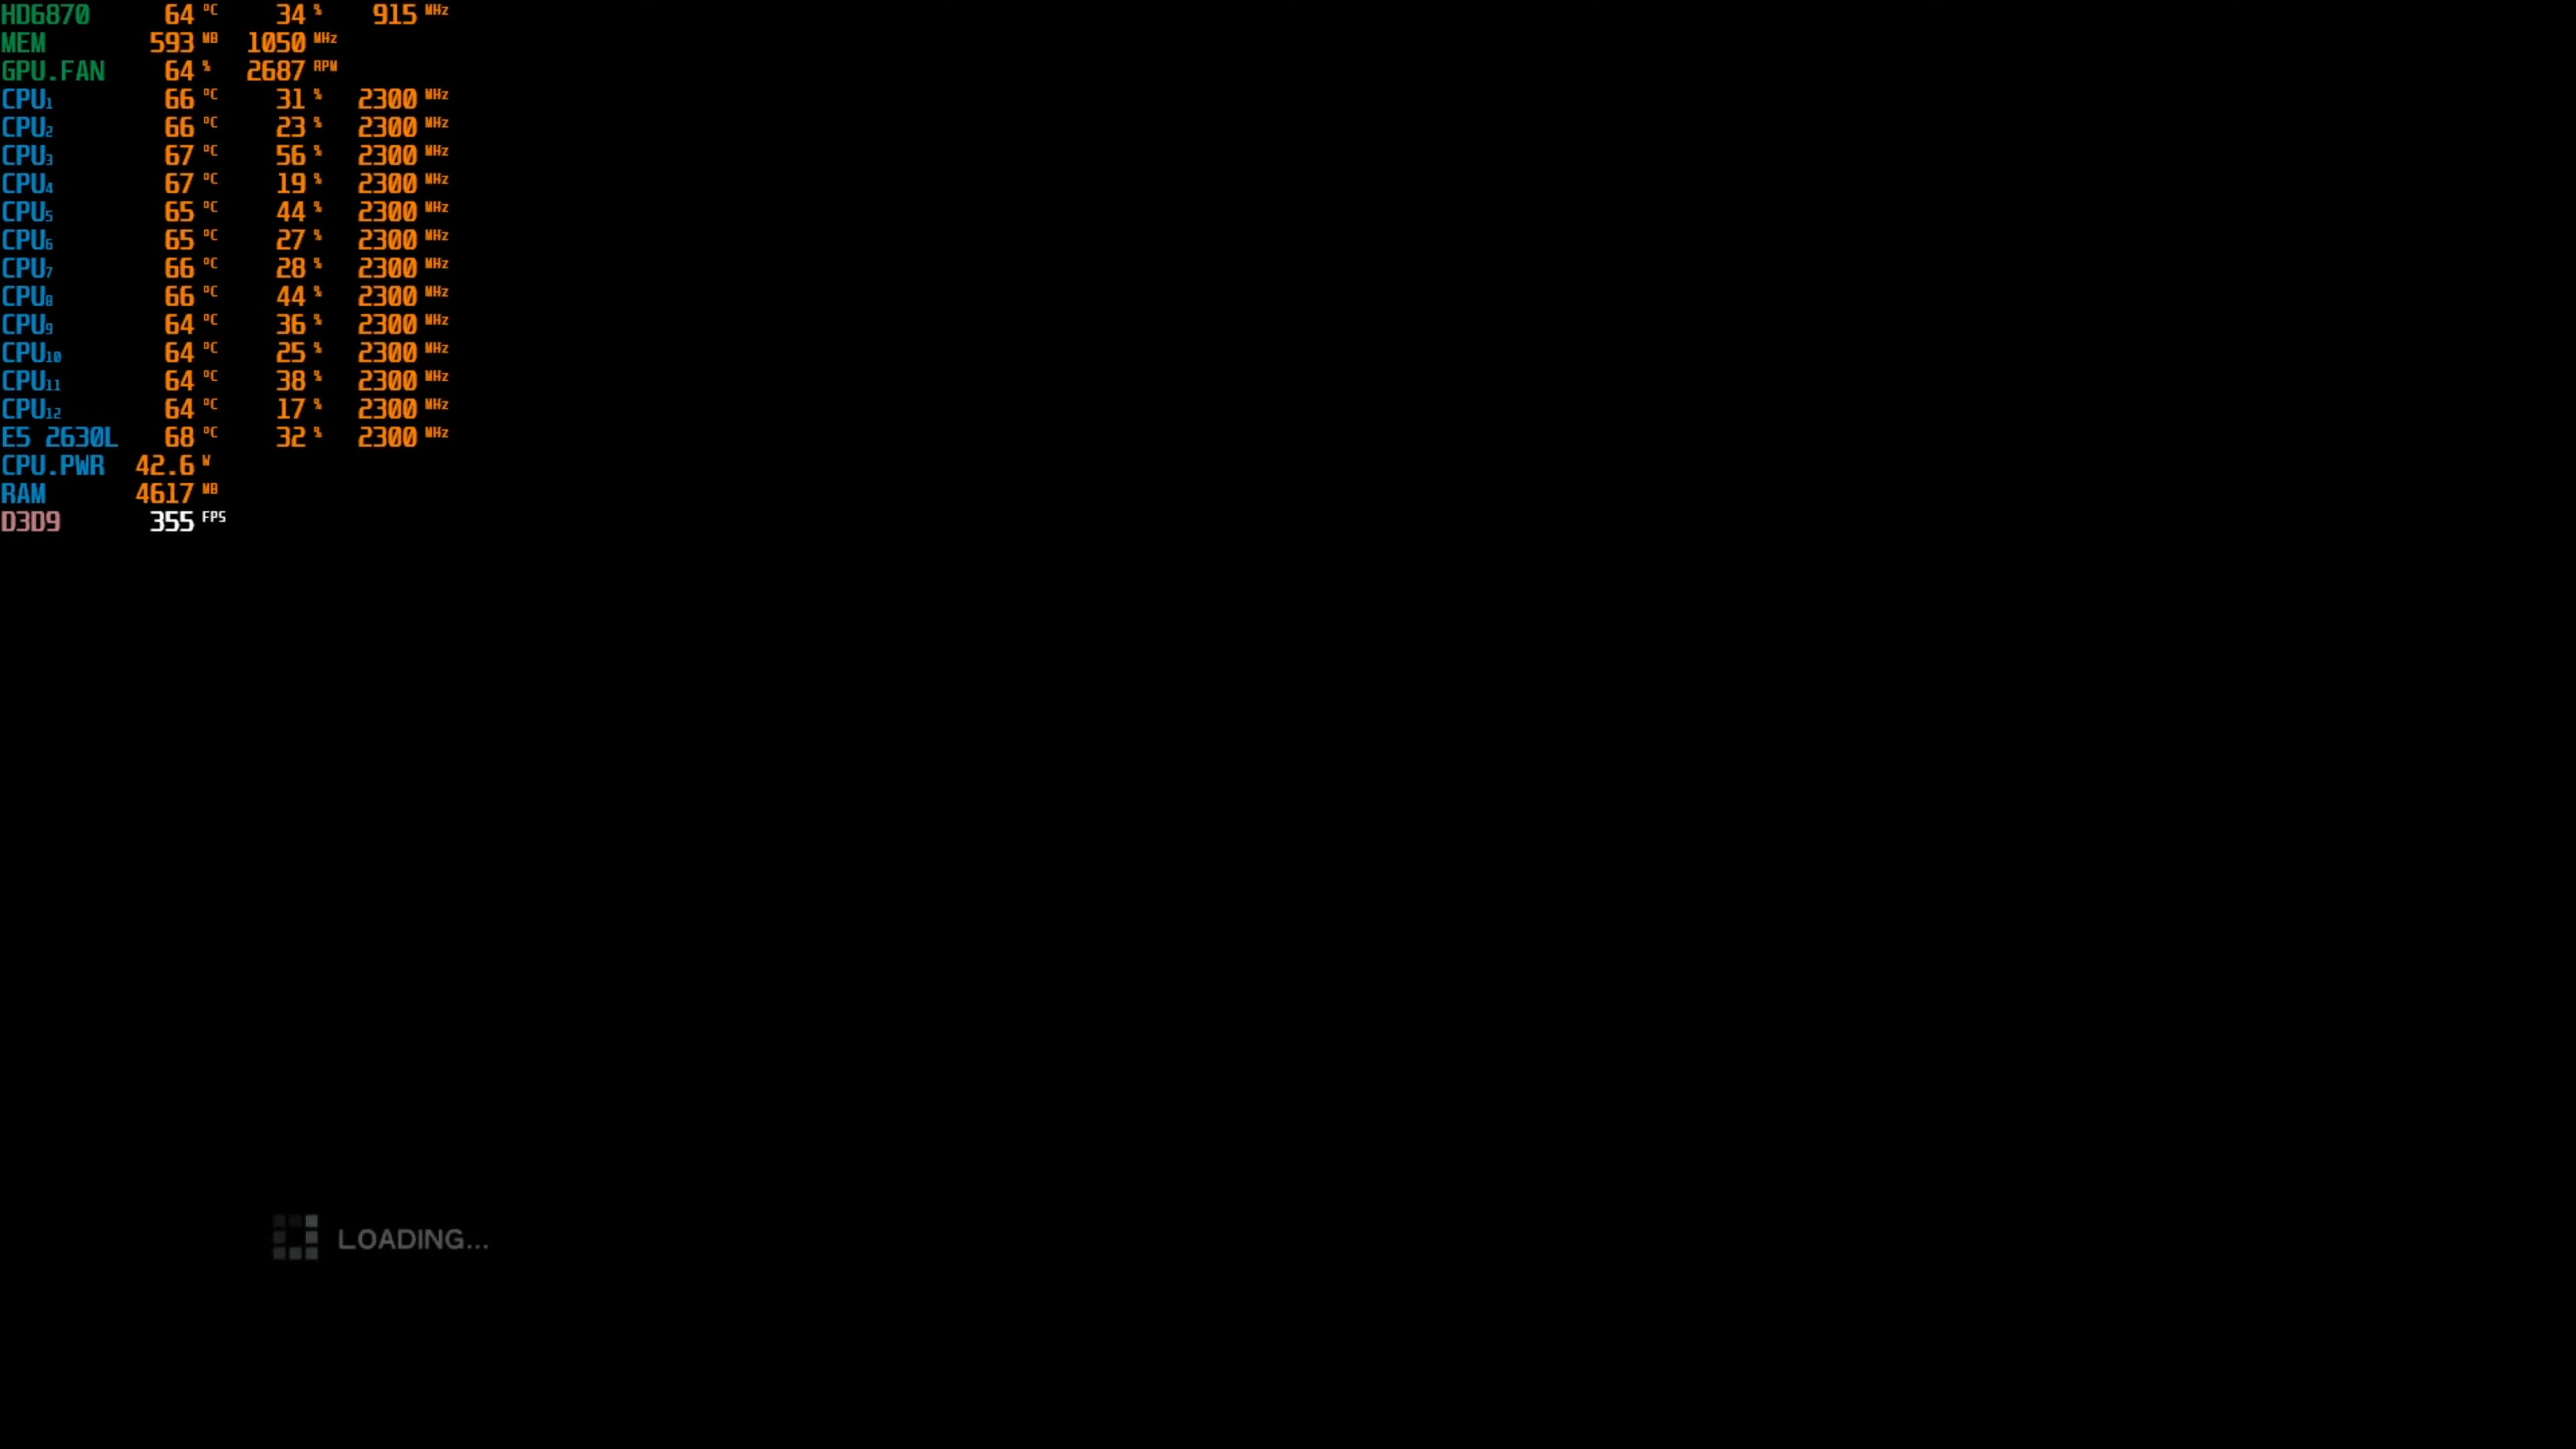 HD6870 64 °C 34 % 915 MHz
MEM 593 MB 1050 MHz
GPU.FAN 64 % 2687 RPM
CPU1 66 °C 31 % 2300 MHz
CPU2 66 °C 23 % 2300 MHz
CPU3 67 °C 56 % 2300 MHz
CPU4 67 °C 19 % 2300 MHz
CPU5 65 °C 44 % 2300 MHz
CPU6 65 °C 27 % 2300 MHz
CPU7 66 °C 28 % 2300 MHz
CPU8 66 °C 44 % 2300 MHz
CPU9 64 °C 36 % 2300 MHz
CPU10 64 °C 25 % 2300 MHz
CPU11 64 °C 38 % 2300 MHz
CPU12 64 °C 17 % 2300 MHz
E5 2630L 68 °C 32 % 2300 MHz
CPU.PWR 42.6 W
RAM 4617 MB
D3D9 355 FPS
LOADING...